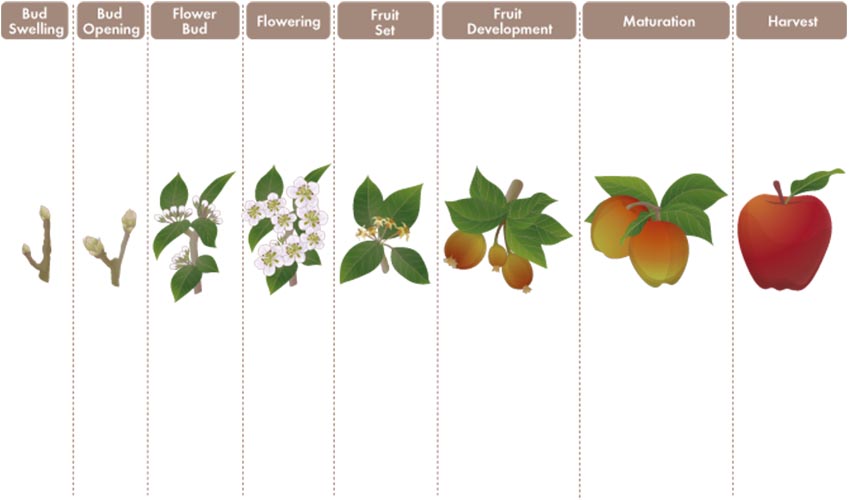 Bud
Swelling
Bud
Opening
Flower
Bud
Flowering
Fruit
Set
Fruit
Development
Maturation
Harvest